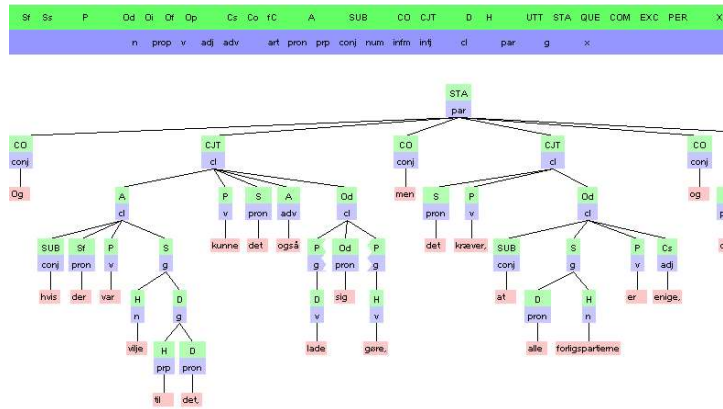 Sf Ss P Od Oi Of Op Cs Co fC A SUB CO CJT D H UTT STA QUE COM EXC PER X
n prop v adj adv art pron prp conj num infm intj cl par g x
STA
par
CO CJT CO CJT CO
conj cl conj cl conj
Og men og
A P S A Od S P Od
cl v pron adv cl pron v cl
kunne det også det kræver,
SUB Sf P S P Od P SUB S P Cs
conj pron v g g pron g conj g v adj
hvis der var sig at er enige,
H D D H D H
n g v v pron n
vilje lade gøre, alle forligspartierne
H D
prp pron
til det,